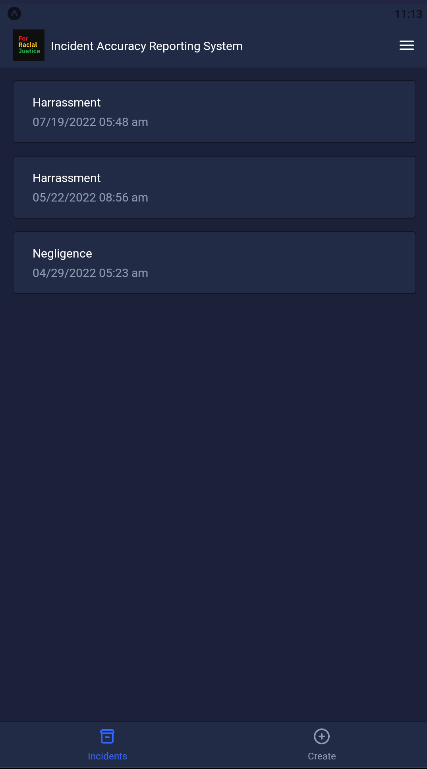 11:13
For
Racial
Justice
Incident Accuracy Reporting System
Harrassment
07/19/2022 05:48 am
Harrassment
05/22/2022 08:56 am
Negligence
04/29/2022 05:23 am
Incidents
Create